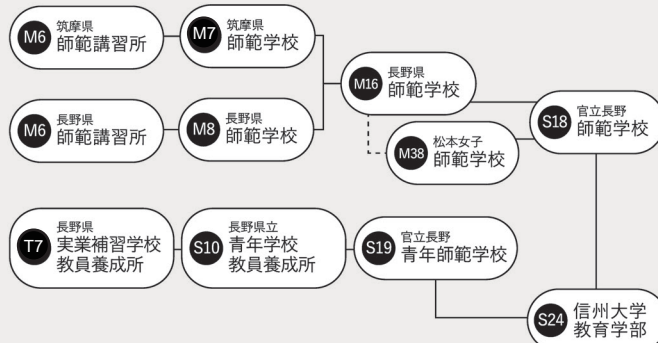 M6 筑摩県
師範講習所
M7 筑摩県
師範学校
M6 長野県
師範講習所
M8 長野県
師範学校
M16 長野県
師範学校
M38 松本女子
師範学校
S18 官立長野
師範学校
T7 長野県
実業補習学校
教員養成所
S10 長野県立
青年学校
教員養成所
S19 官立長野
青年師範学校
S24 信州大学
教育学部